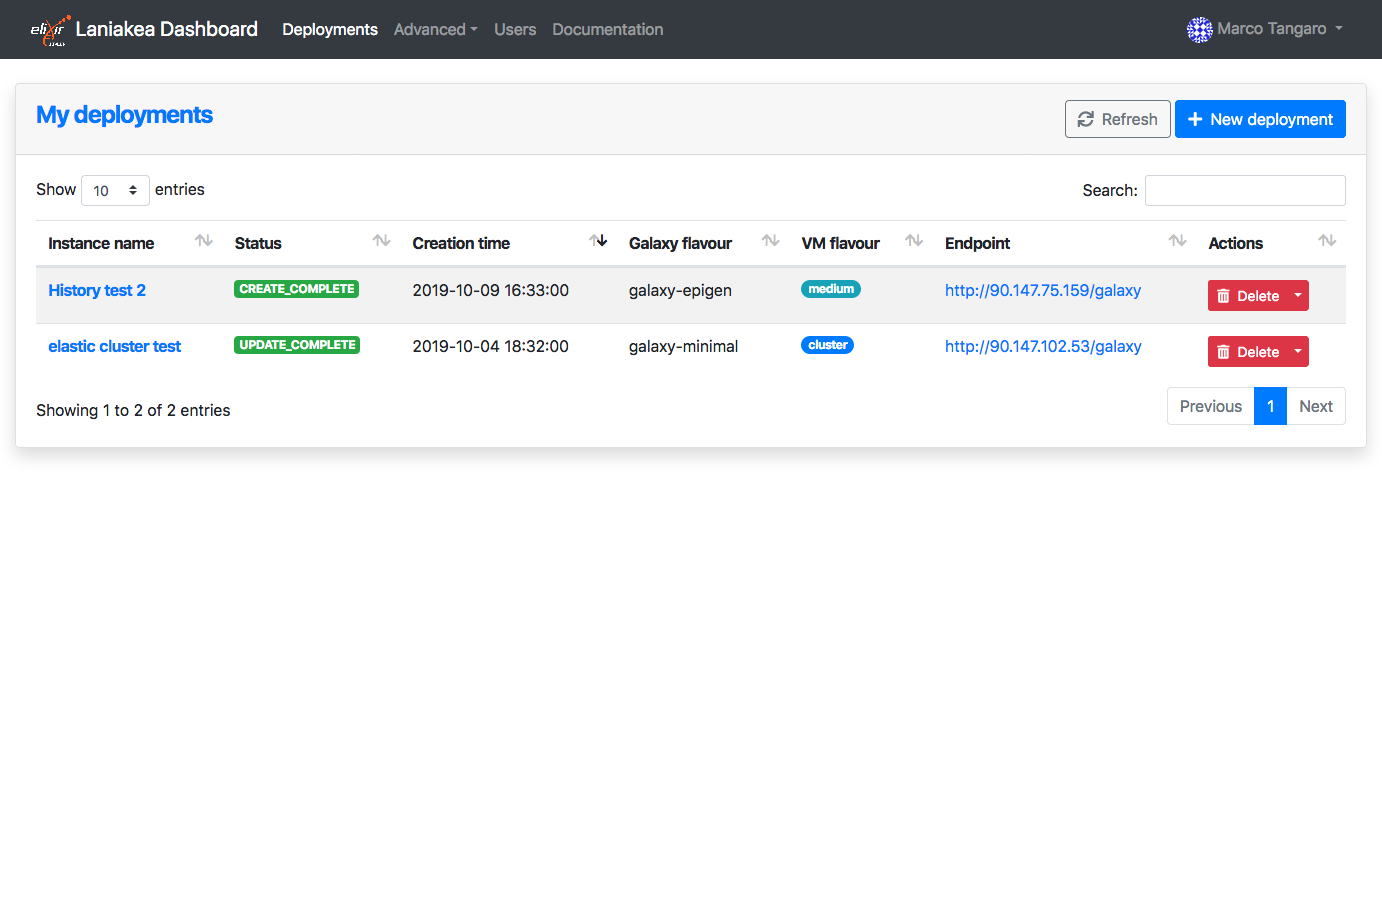 elixir ITALY Laniakea Dashboard Deployments Advanced Users Documentation Marco Tangaro
My deployments Refresh New deployment
Show 10 entries Search:
Instance name Status Creation time Galaxy flavour VM flavour Endpoint Actions
History test 2 CREATE_COMPLETE 2019-10-09 16:33:00 galaxy-epigen medium http://90.147.75.159/galaxy Delete
elastic cluster test UPDATE_COMPLETE 2019-10-04 18:32:00 galaxy-minimal cluster http://90.147.102.53/galaxy Delete
Showing 1 to 2 of 2 entries Previous 1 Next